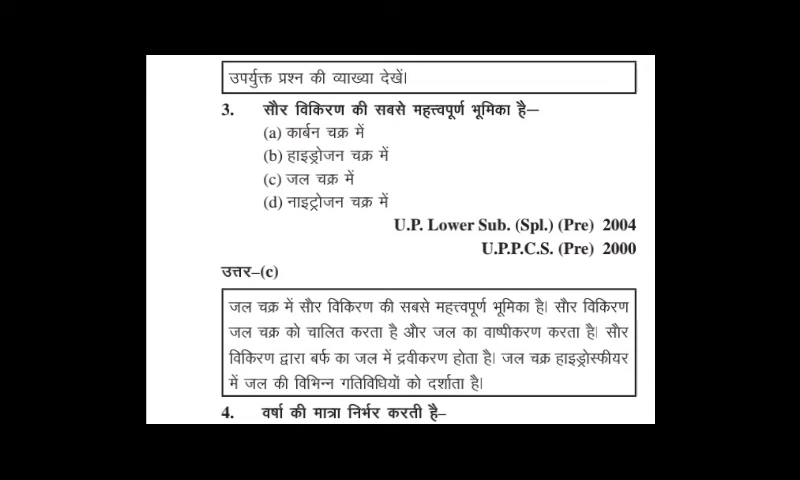 उपर्युक्त प्रश्न की व्याख्या देखें।
3. सौर विकिरण की सबसे महत्त्वपूर्ण भूमिका है—
(a) कार्बन चक्र में
(b) हाइड्रोजन चक्र में
(c) जल चक्र में
(d) नाइट्रोजन चक्र में
U.P. Lower Sub. (Spl.) (Pre) 2004
U.P.P.C.S. (Pre) 2000
उत्तर–(c)
जल चक्र में सौर विकिरण की सबसे महत्त्वपूर्ण भूमिका है। सौर विकिरण
जल चक्र को चालित करता है और जल का वाष्पीकरण करता है। सौर
विकिरण द्वारा बर्फ का जल में द्रवीकरण होता है। जल चक्र हाइड्रोस्फीयर
में जल की विभिन्न गतिविधियों को दर्शाता है।
4. वर्षा की मात्रा निर्भर करती है–